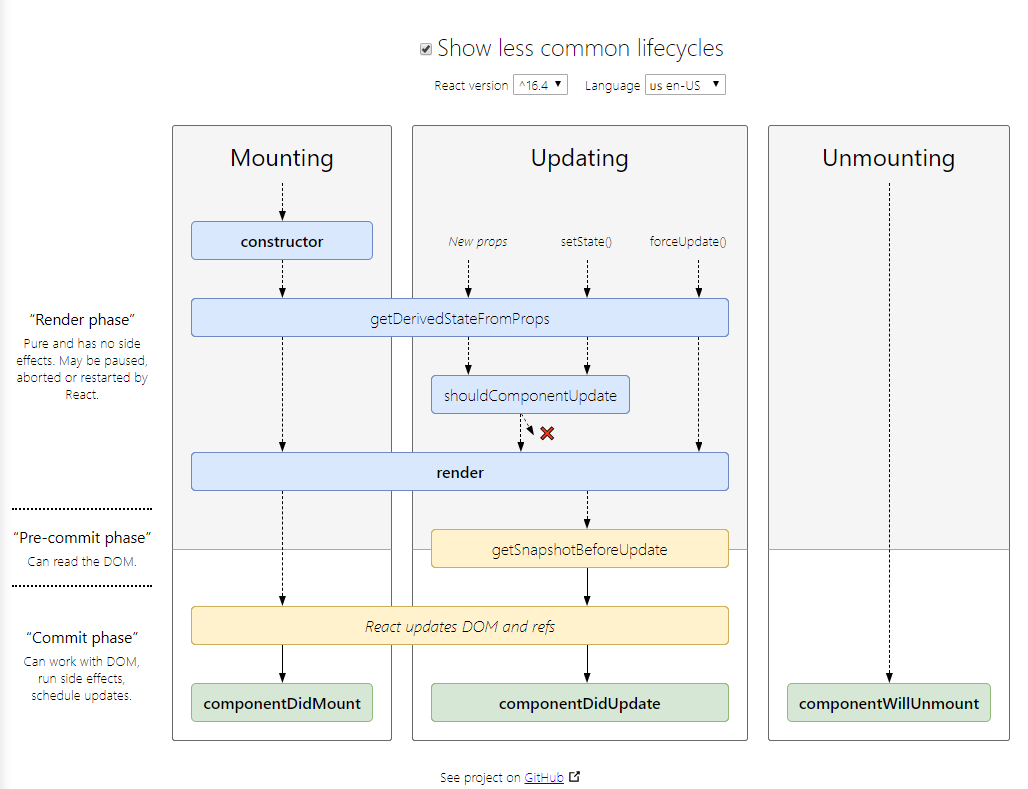 Show less common lifecycles
React version ^16.4 Language us en-US
Mounting
Updating
Unmounting
constructor
New props
setState()
forceUpdate()
"Render phase"
Pure and has no side
effects. May be paused,
aborted or restarted by
React.
getDerivedStateFromProps
shouldComponentUpdate
render
"Pre-commit phase"
Can read the DOM.
getSnapshotBeforeUpdate
"Commit phase"
Can work with DOM,
run side effects,
schedule updates.
React updates DOM and refs
componentDidMount
componentDidUpdate
componentWillUnmount
See project on GitHub